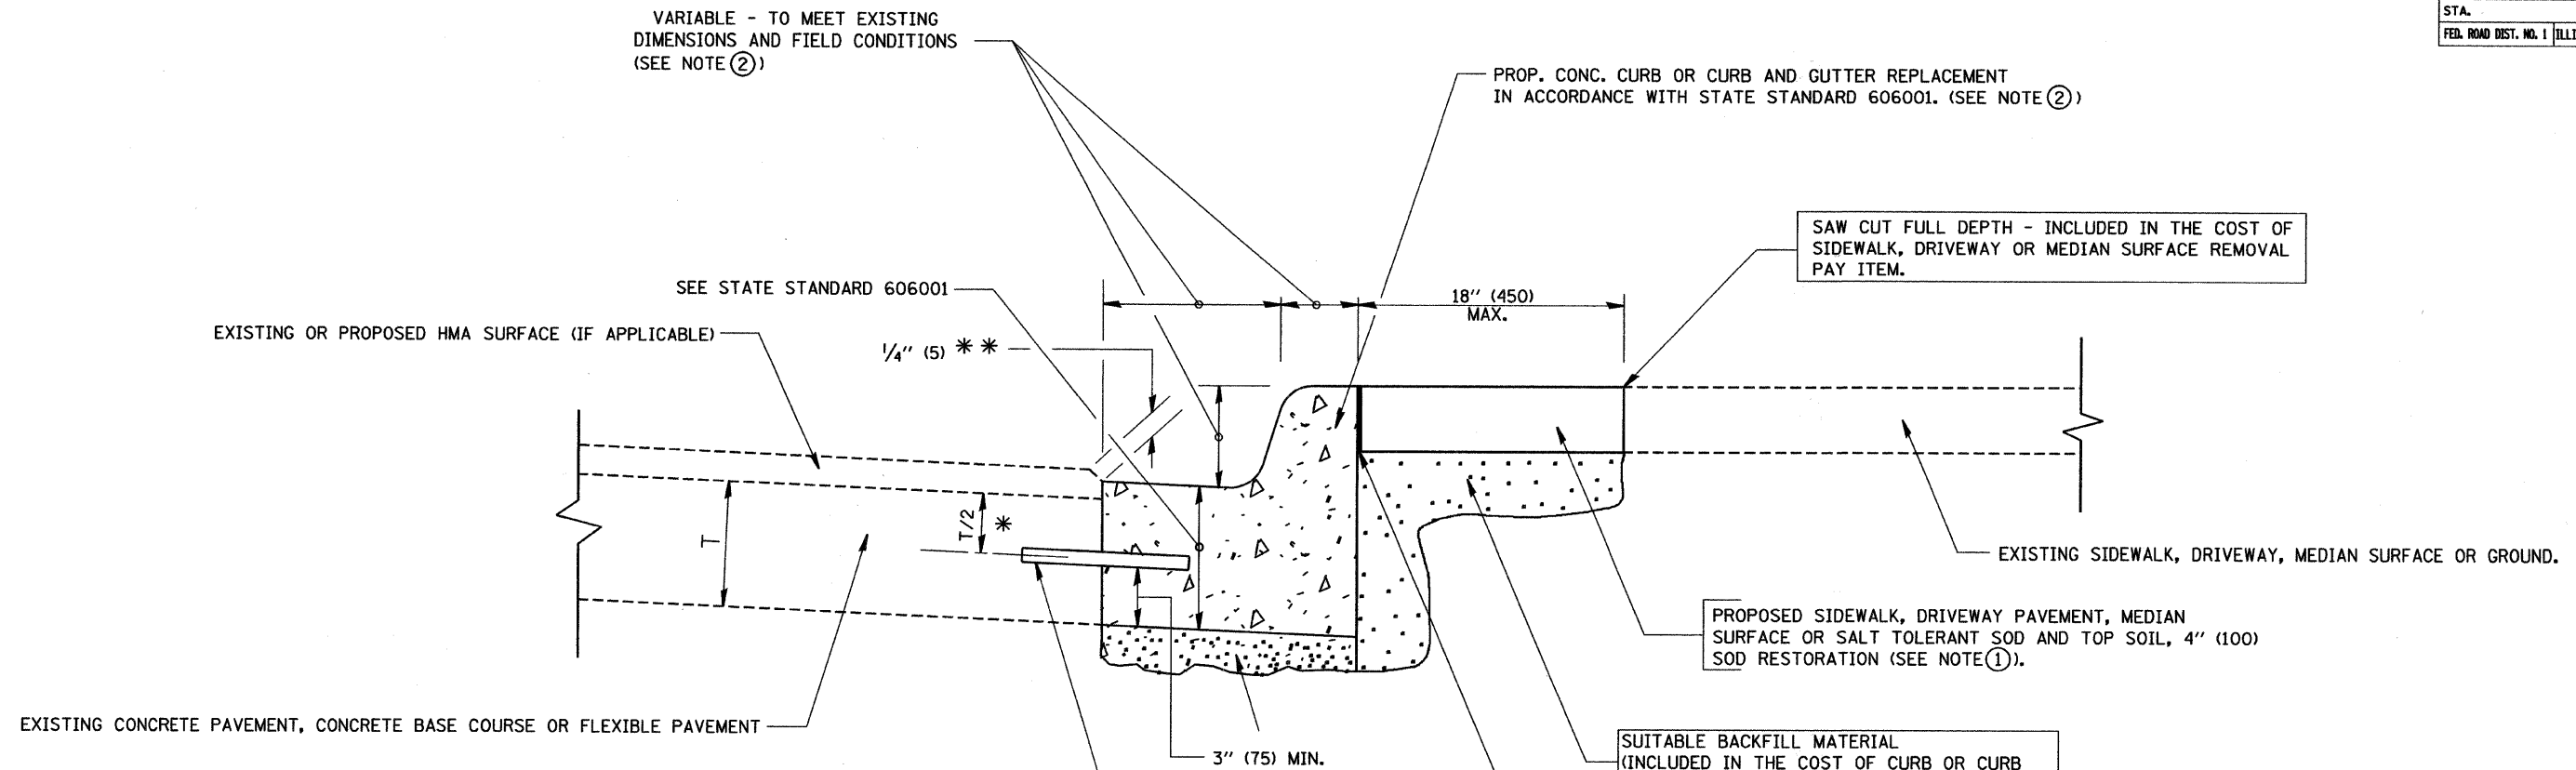 STA.
FED. ROAD DIST. NO. 1
VARIABLE - TO MEET EXISTING
DIMENSIONS AND FIELD CONDITIONS
(SEE NOTE ②)
PROP. CONC. CURB OR CURB AND GUTTER REPLACEMENT
IN ACCORDANCE WITH STATE STANDARD 606001. (SEE NOTE ②)
SAW CUT FULL DEPTH - INCLUDED IN THE COST OF
SIDEWALK, DRIVEWAY OR MEDIAN SURFACE REMOVAL
PAY ITEM.
SEE STATE STANDARD 606001
18" (450)
MAX.
EXISTING OR PROPOSED HMA SURFACE (IF APPLICABLE)
1/4" (5) * *
T
T/2 *
EXISTING SIDEWALK, DRIVEWAY, MEDIAN SURFACE OR GROUND.
PROPOSED SIDEWALK, DRIVEWAY PAVEMENT, MEDIAN
SURFACE OR SALT TOLERANT SOD AND TOP SOIL, 4" (100)
SOD RESTORATION (SEE NOTE ①).
EXISTING CONCRETE PAVEMENT, CONCRETE BASE COURSE OR FLEXIBLE PAVEMENT
3" (75) MIN.
SUITABLE BACKFILL MATERIAL
(INCLUDED IN THE COST OF CURB OR CURB